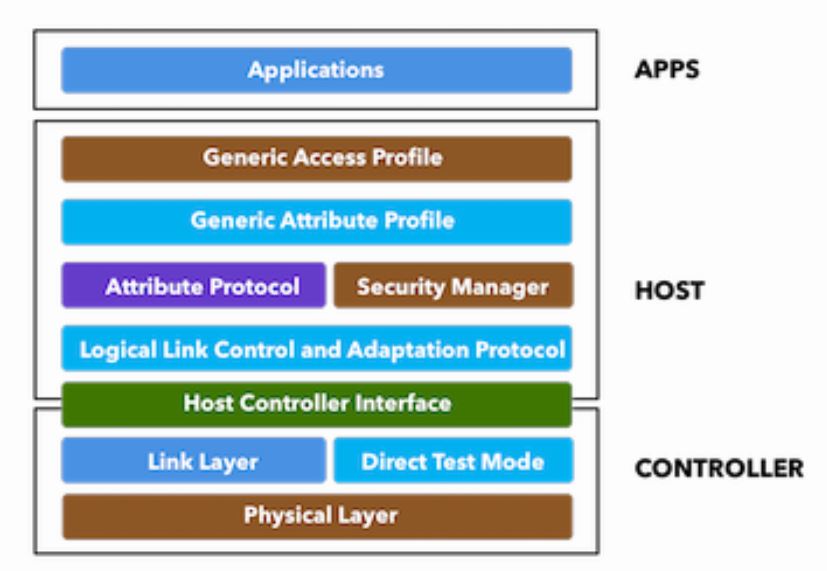 Applications
APPS
Generic Access Profile
Generic Attribute Profile
Attribute Protocol
Security Manager
HOST
Logical Link Control and Adaptation Protocol
Host Controller Interface
Link Layer
Direct Test Mode
CONTROLLER
Physical Layer